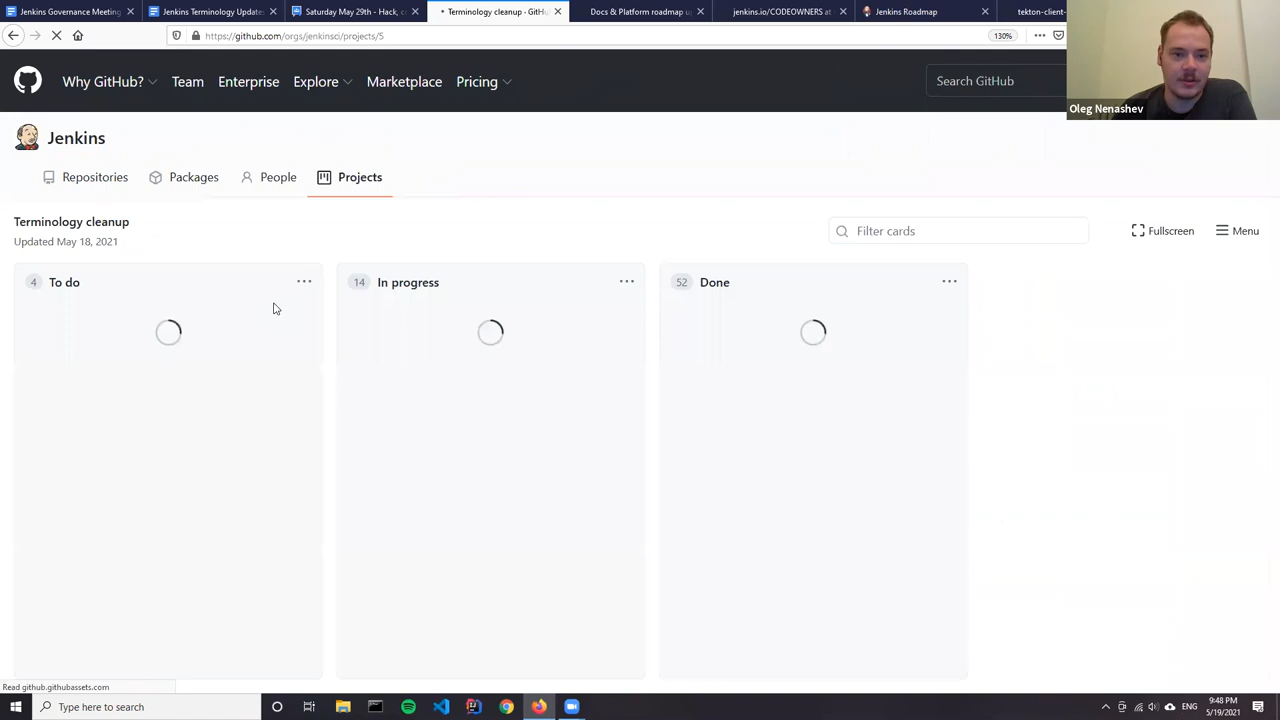 Jenkins Governance Meeting
Jenkins Terminology Update
Saturday May 29th - Hack, c
Terminology cleanup - GitHu
Docs & Platform roadmap u
jenkins.io/CODEOWNERS at
Jenkins Roadmap
tekton-client-
https://github.com/orgs/jenkinsci/projects/5
130%
Why GitHub?
Team
Enterprise
Explore
Marketplace
Pricing
Search GitHub
Oleg Nenashev
Jenkins
Repositories
Packages
People
Projects
Terminology cleanup
Updated May 18, 2021
Filter cards
Fullscreen
Menu
4 To do
14 In progress
52 Done
Read github.githubassets.com
Type here to search
ENG
9:48 PM
5/19/2021